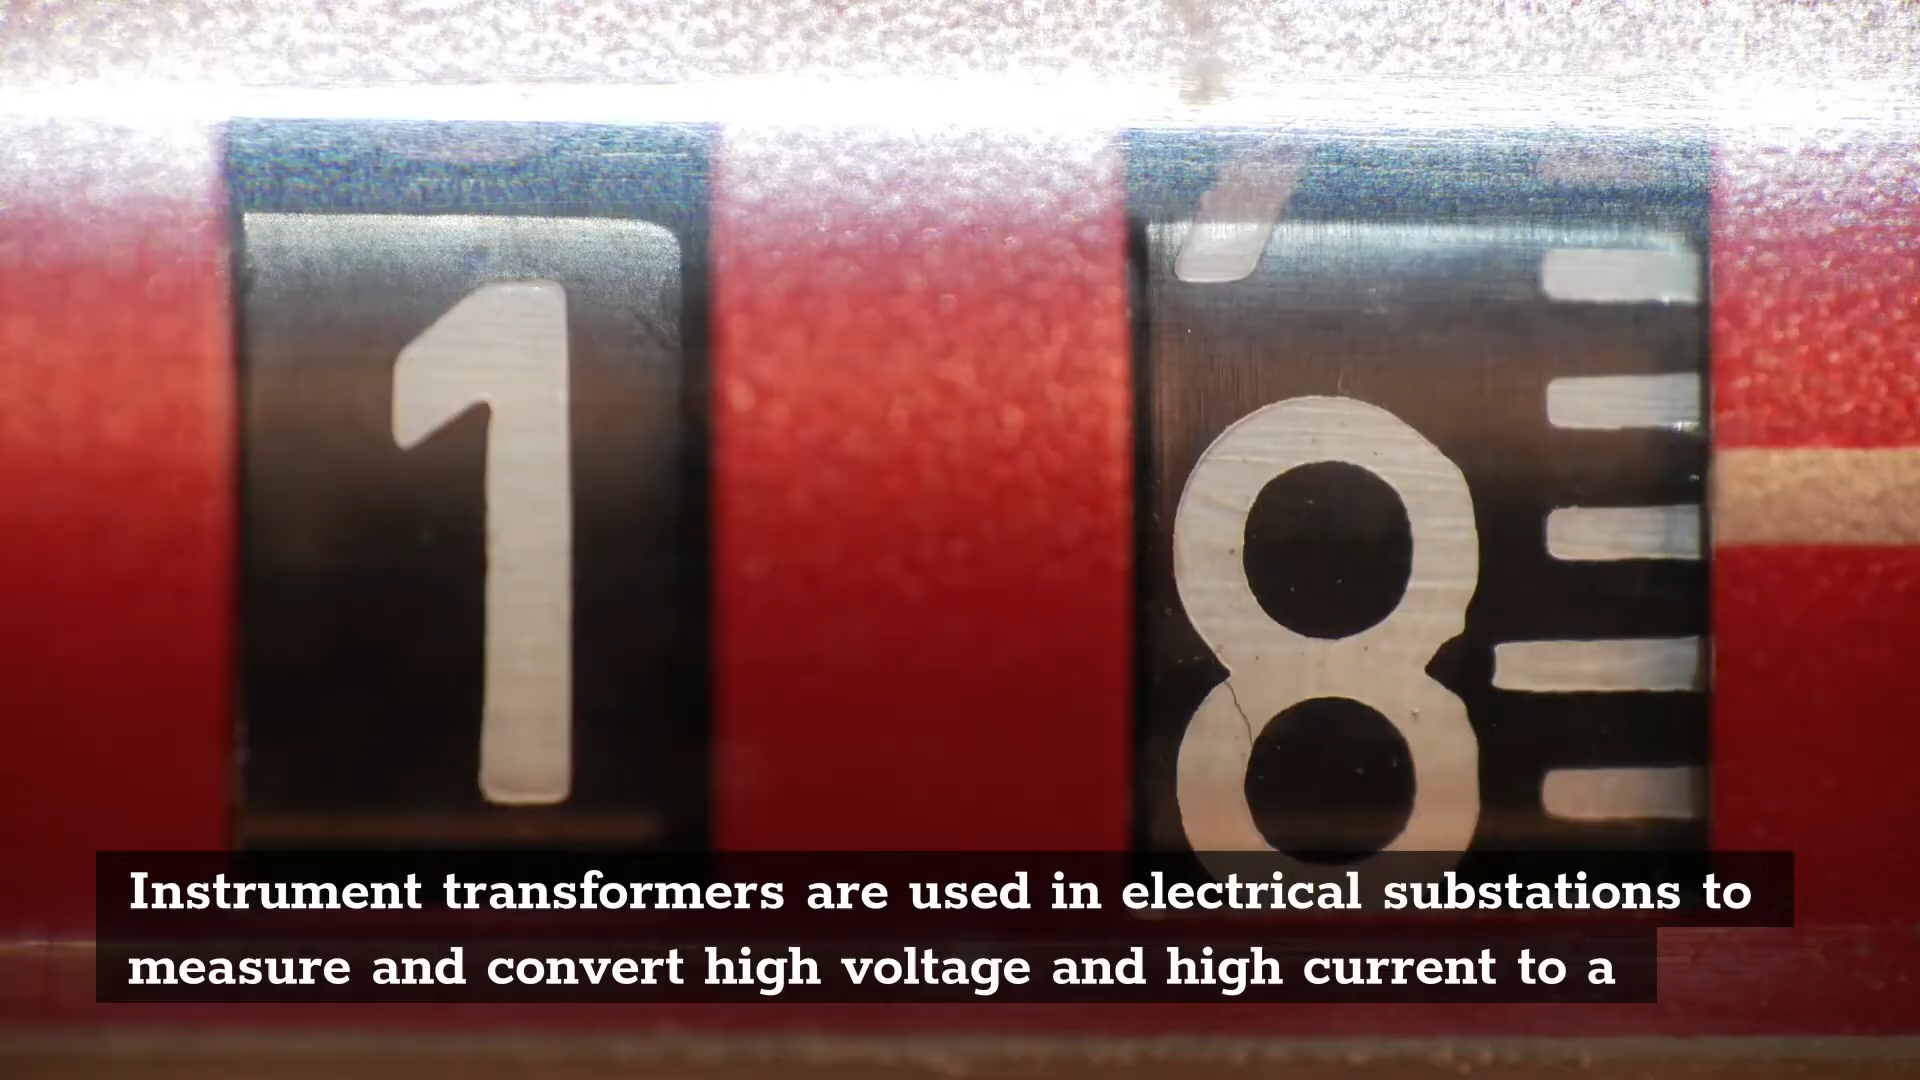 1 8
Instrument transformers are used in electrical substations to
measure and convert high voltage and high current to a